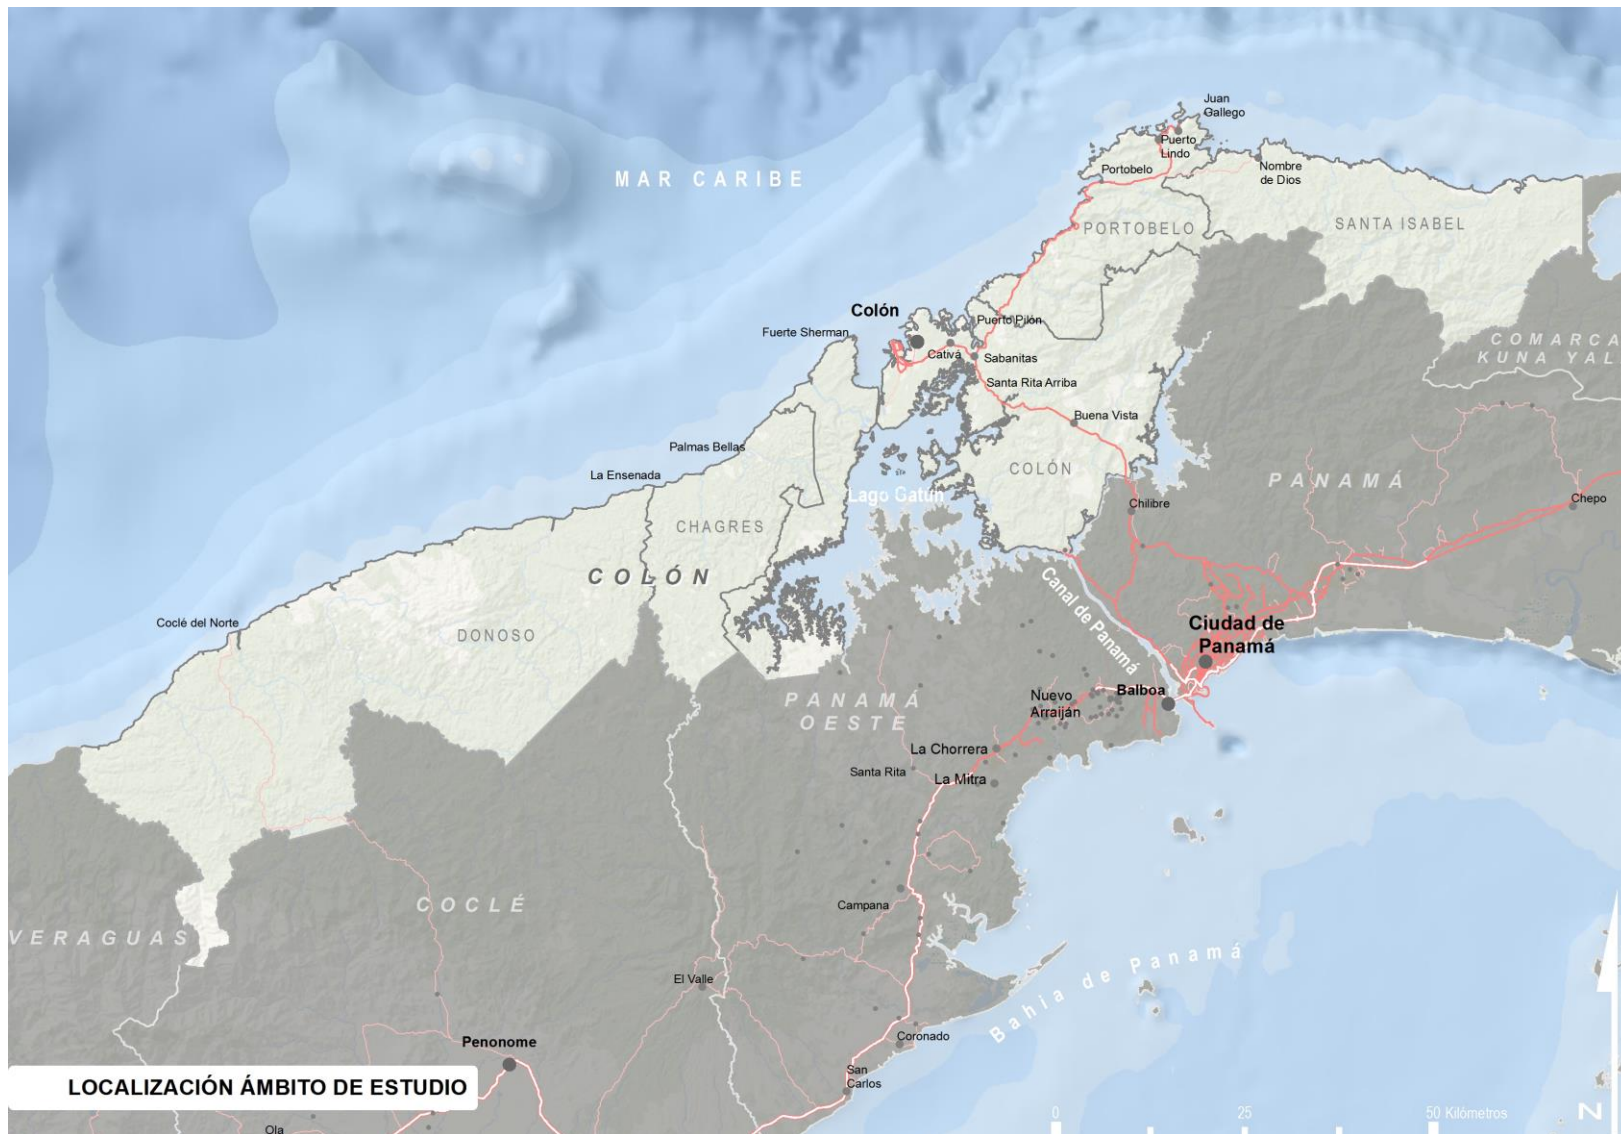 Juan
Gallego
Puerto
Lindo
MAR CARIBE
Portobelo
Nombre
de Dios
PORTOBELO
SANTA ISABEL
Colón
Puerto Pilón
Fuerte Sherman
Cativá
Sabanitas
COMARCA
KUNA YAL
Santa Rita Arriba
Buena Vista
Palmas Bellas
La Ensenada
COLÓN
PANAMÁ
Lago Gatún
Chepo
Chilibre
CHAGRES
COLÓN
Canal de Panamá
Coclé del Norte
DONOSO
Ciudad de
Panamá
Balboa
PANAMÁ
OESTE
Nuevo
Arraiján
La Chorrera
Santa Rita
La Mitra
COCLÉ
Campana
VERAGUAS
Bahia de Panamá
El Valle
Coronado
Penonome
San
Carlos
LOCALIZACIÓN ÁMBITO DE ESTUDIO
Ola
0 25 50 Kilómetros
N